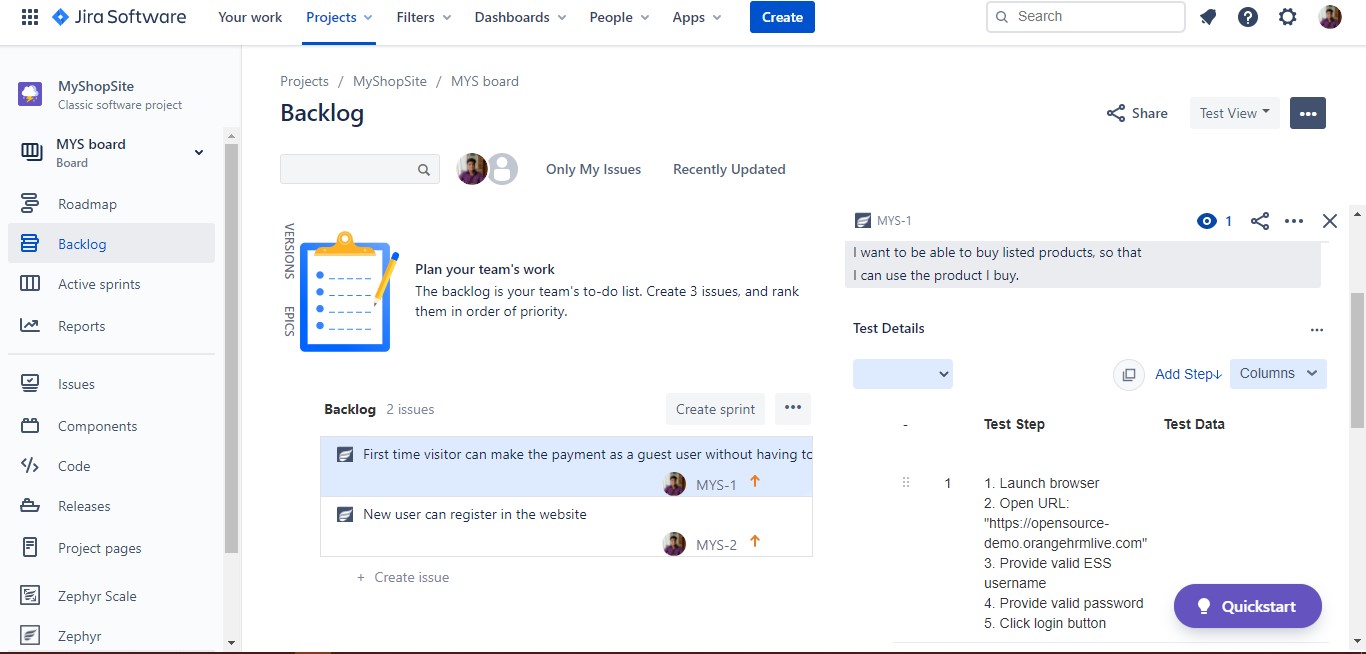 Jira Software
Your work
Projects
Filters
Dashboards
People
Apps
Create
Search
MyShopSite
Classic software project
MYS board
Board
Roadmap
Backlog
Active sprints
Reports
Issues
Components
Code
Releases
Project pages
Zephyr Scale
Zephyr
Projects / MyShopSite / MYS board
Backlog
Share
Test View
Only My Issues
Recently Updated
VERSIONS
EPICS
Plan your team's work
The backlog is your team's to-do list. Create 3 issues, and rank
them in order of priority.
Backlog 2 issues
Create sprint
First time visitor can make the payment as a guest user without having to
MYS-1
New user can register in the website
MYS-2
+ Create issue
MYS-1
1
I want to be able to buy listed products, so that
I can use the product I buy.
Test Details
Add Step↓
Columns
- Test Step Test Data
1 1. Launch browser
2. Open URL:
"https://opensource-
demo.orangehrmlive.com"
3. Provide valid ESS
username
4. Provide valid password
5. Click login button
Quickstart